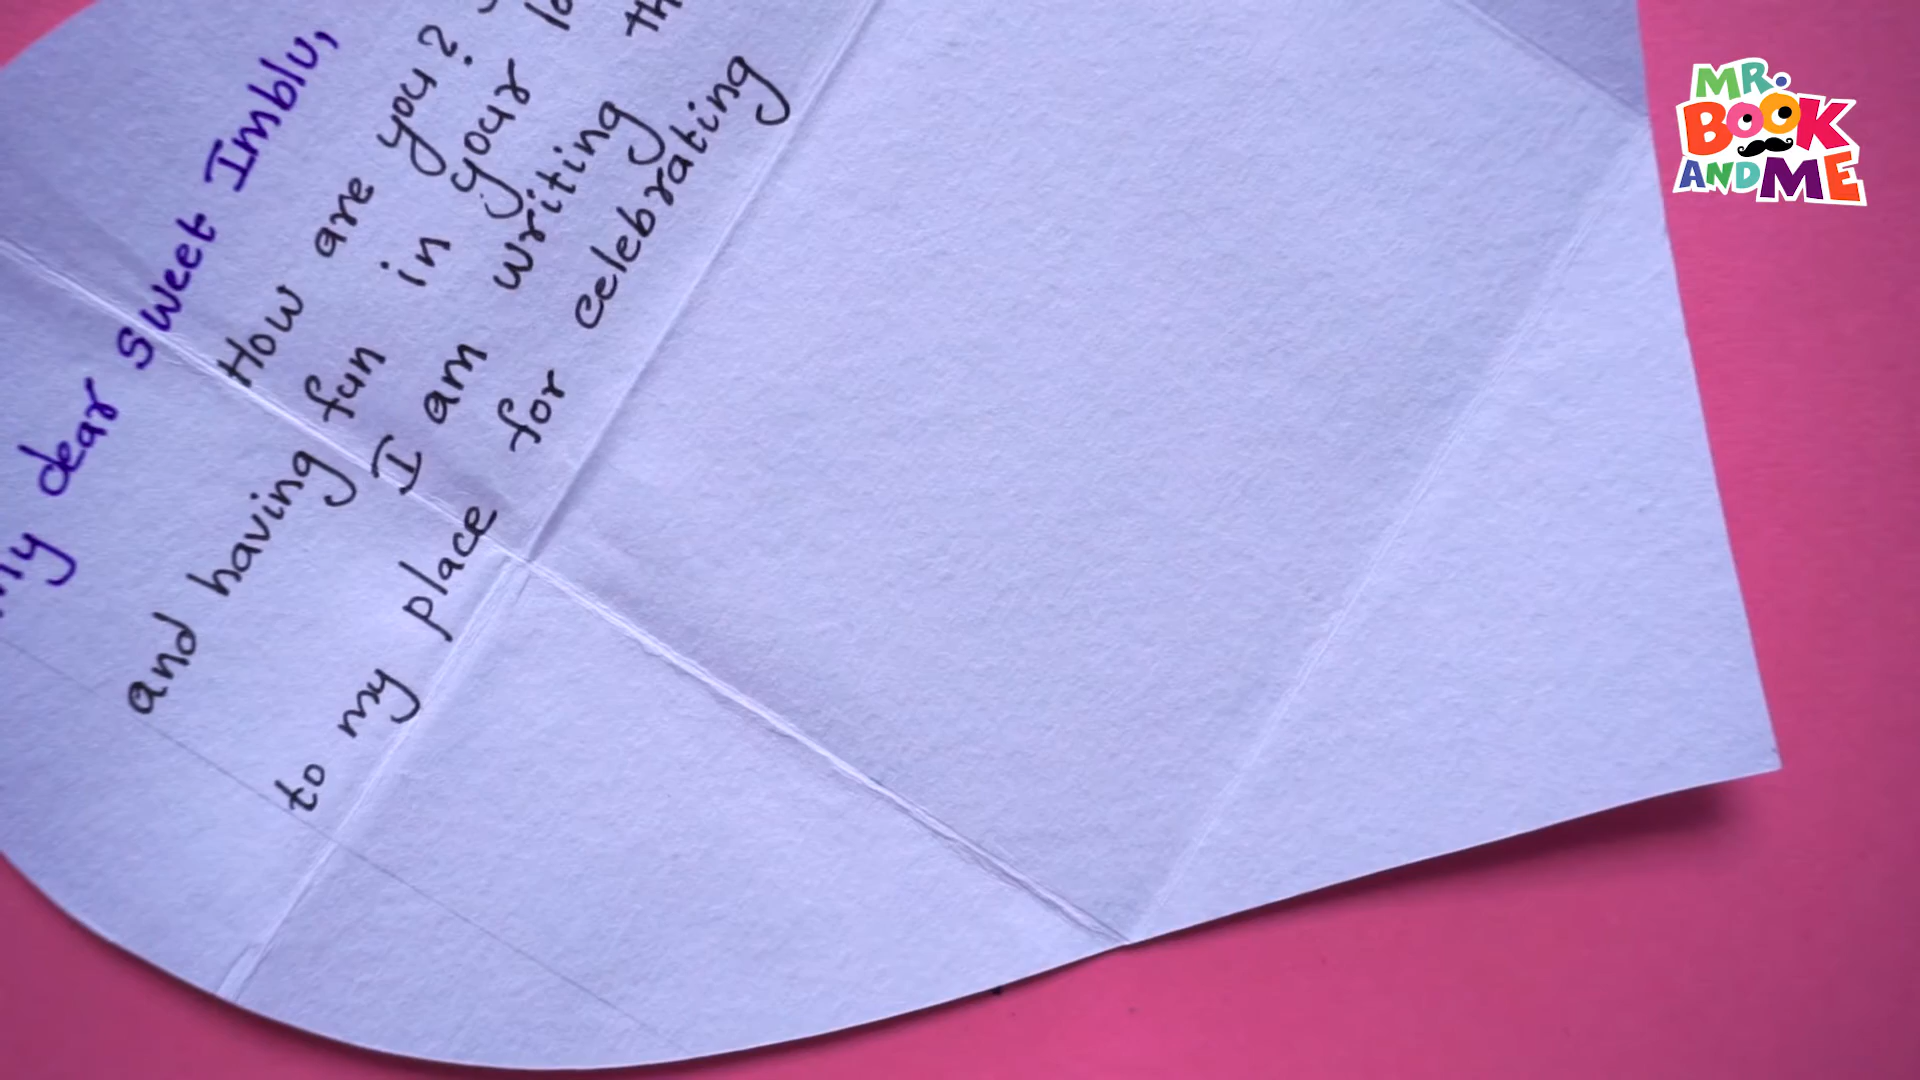 My dear sweet Imblu,
How are you?
and having fun in your
I am writing
to my place for celebrating
MR.
BOOK
AND ME